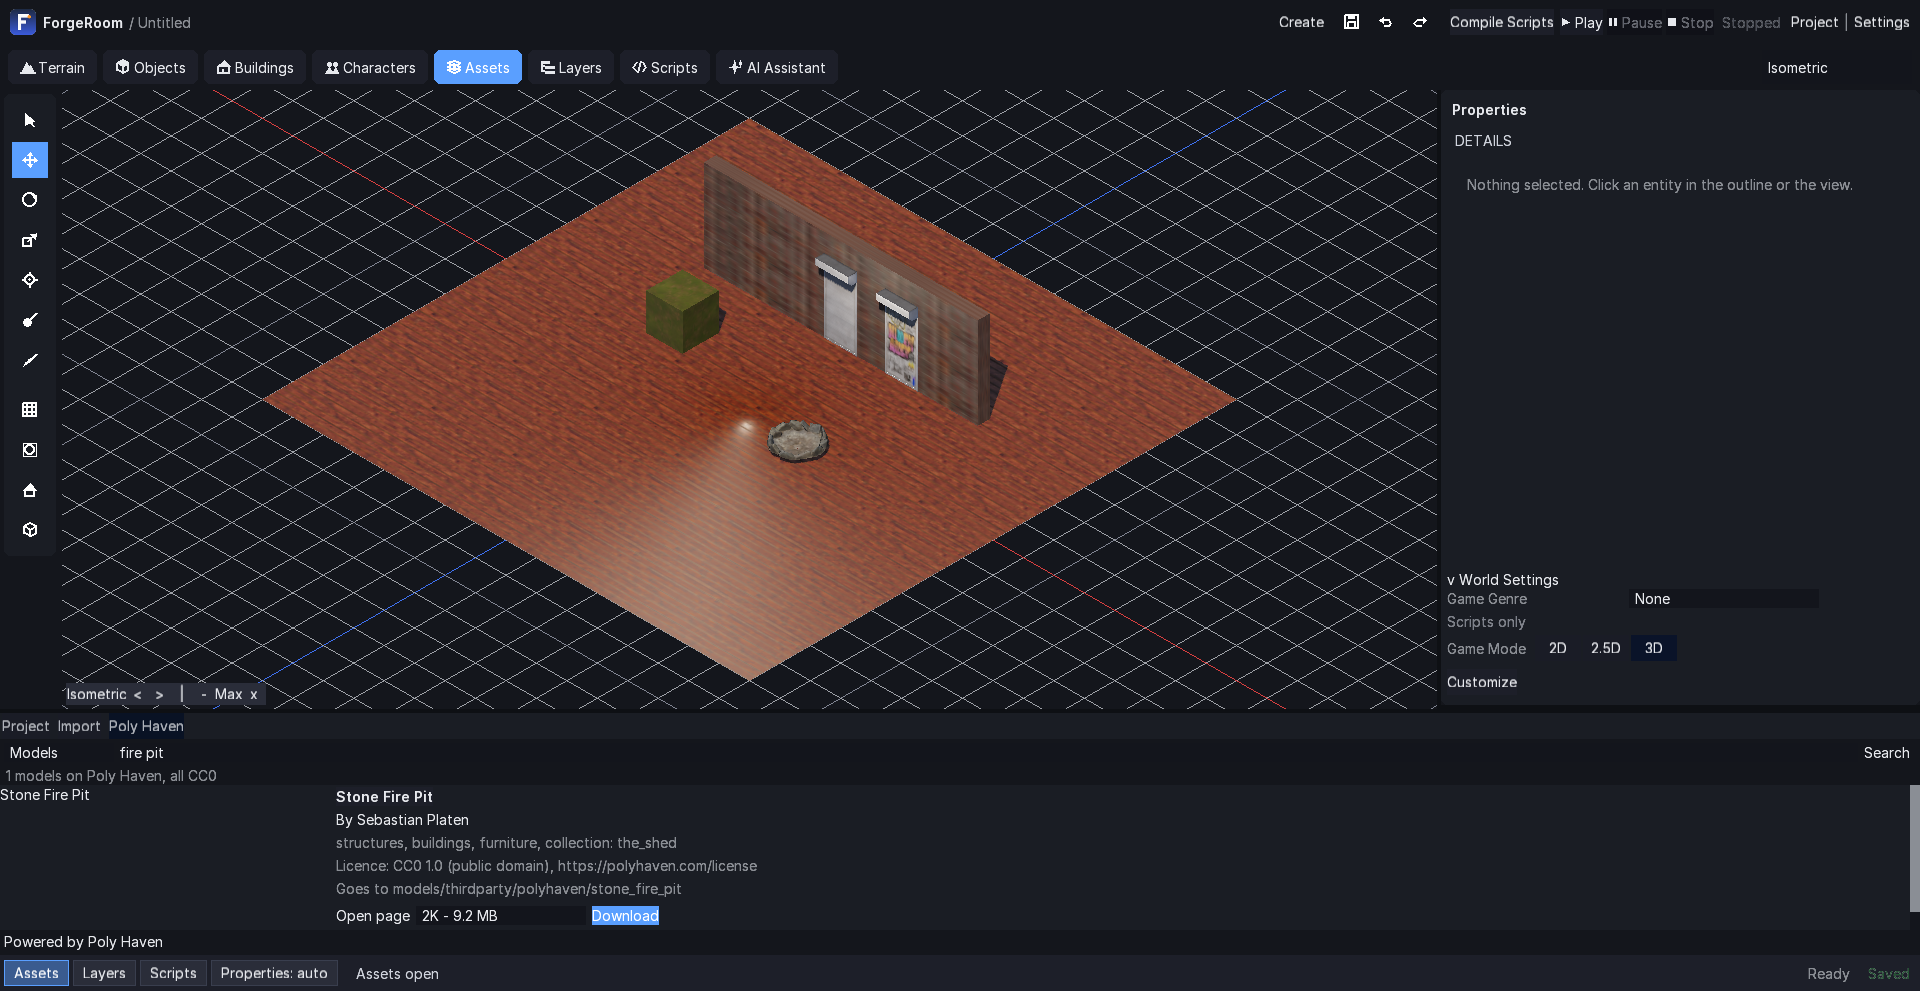 ForgeRoom / Untitled
Create
Compile Scripts Play Pause Stop Stopped Project | Settings
Terrain Objects Buildings Characters Assets Layers Scripts AI Assistant
Isometric
Properties
DETAILS
Nothing selected. Click an entity in the outline or the view.
v World Settings
Game Genre None
Scripts only
Game Mode 2D 2.5D 3D
Customize
Isometric < > | - Max x
Project Import Poly Haven
Models fire pit Search
1 models on Poly Haven, all CC0
Stone Fire Pit
Stone Fire Pit
By Sebastian Platen
structures, buildings, furniture, collection: the_shed
Licence: CC0 1.0 (public domain), https://polyhaven.com/license
Goes to models/thirdparty/polyhaven/stone_fire_pit
Open page 2K - 9.2 MB Download
Powered by Poly Haven
Assets Layers Scripts Properties: auto Assets open Ready Saved